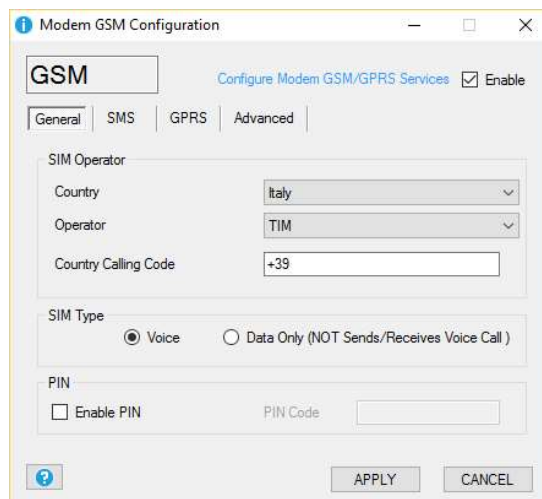 Modem GSM Configuration
GSM
Configure Modem GSM/GPRS Services Enable
General SMS GPRS Advanced
SIM Operator
Country Italy
Operator TIM
Country Calling Code +39
SIM Type
Voice Data Only (NOT Sends/Receives Voice Call )
PIN
Enable PIN PIN Code
APPLY CANCEL